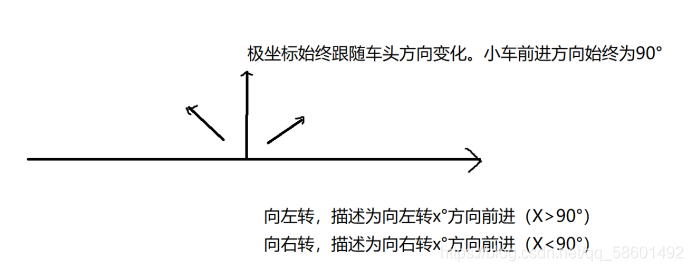 极坐标始终跟随车头方向变化。小车前进方向始终为90°
向左转，描述为向左转x°方向前进（X>90°）
向右转，描述为向右转x°方向前进（X<90°）
https://blog.csdn.net/qq_58601492